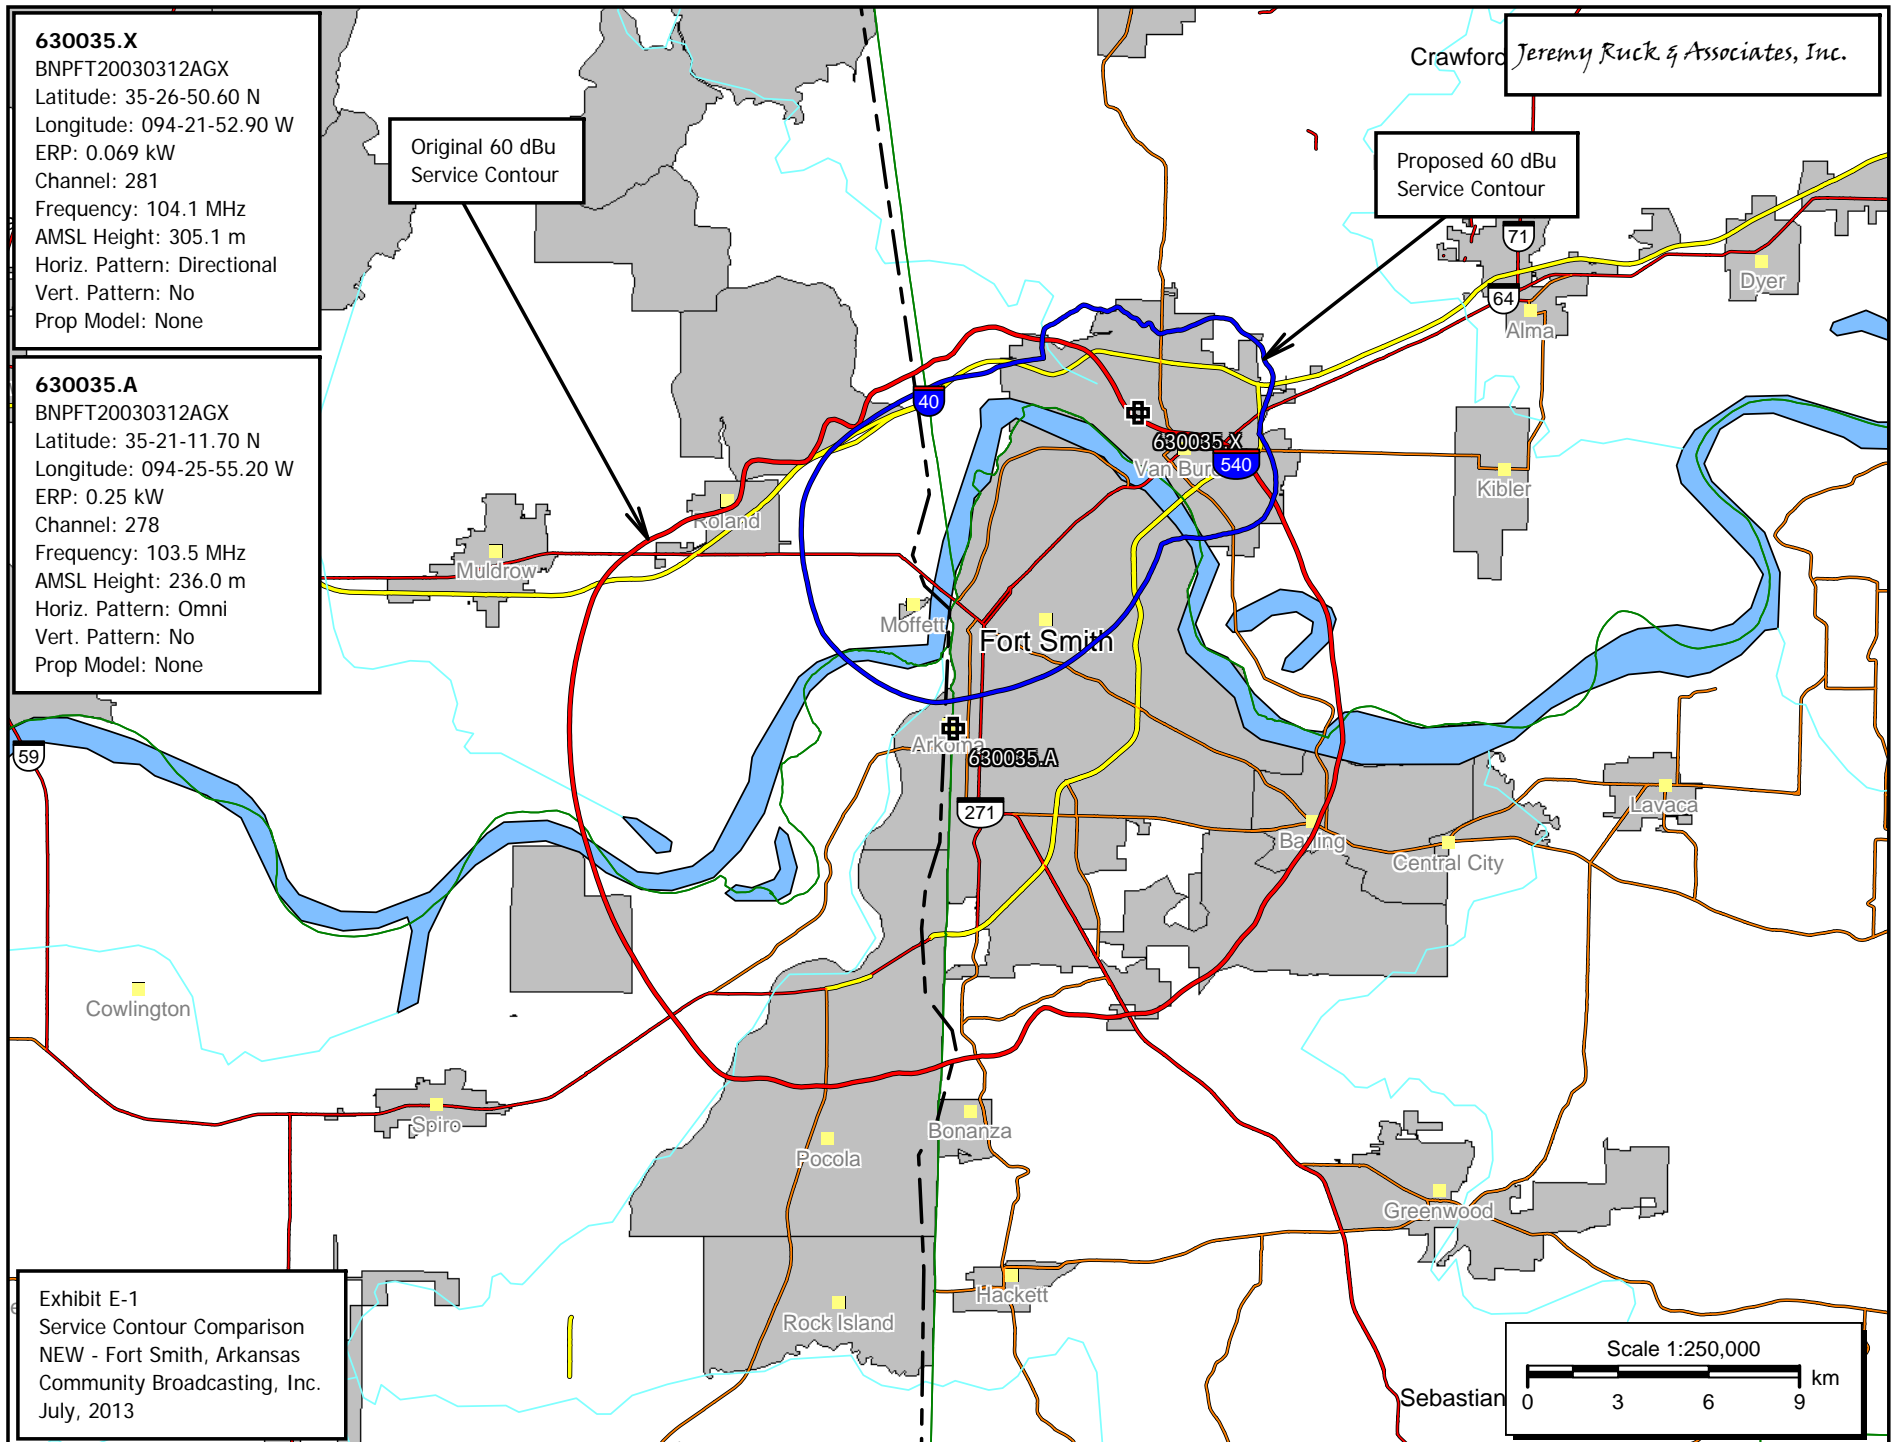 630035.X
BNPFT20030312AGX
Latitude: 35-26-50.60 N
Longitude: 094-21-52.90 W
ERP: 0.069 kW
Channel: 281
Frequency: 104.1 MHz
AMSL Height: 305.1 m
Horiz. Pattern: Directional
Vert. Pattern: No
Prop Model: None
630035.A
BNPFT20030312AGX
Latitude: 35-21-11.70 N
Longitude: 094-25-55.20 W
ERP: 0.25 kW
Channel: 278
Frequency: 103.5 MHz
AMSL Height: 236.0 m
Horiz. Pattern: Omni
Vert. Pattern: No
Prop Model: None
Original 60 dBu
Service Contour
Crawford
Jeremy Ruck & Associates, Inc.
Proposed 60 dBu
Service Contour
71
Dyer
64
Alma
40
630035.X
540
Kibler
Roland
Muldrow
Moffett
Fort Smith
Arkoma
630035.A
59
271
Lavaca
Barling
Central City
Cowlington
Spiro
Bonanza
Pocola
Greenwood
Hackett
Rock Island
Sebastian
Exhibit E-1
Service Contour Comparison
NEW - Fort Smith, Arkansas
Community Broadcasting, Inc.
July, 2013
Scale 1:250,000
km
0 3 6 9